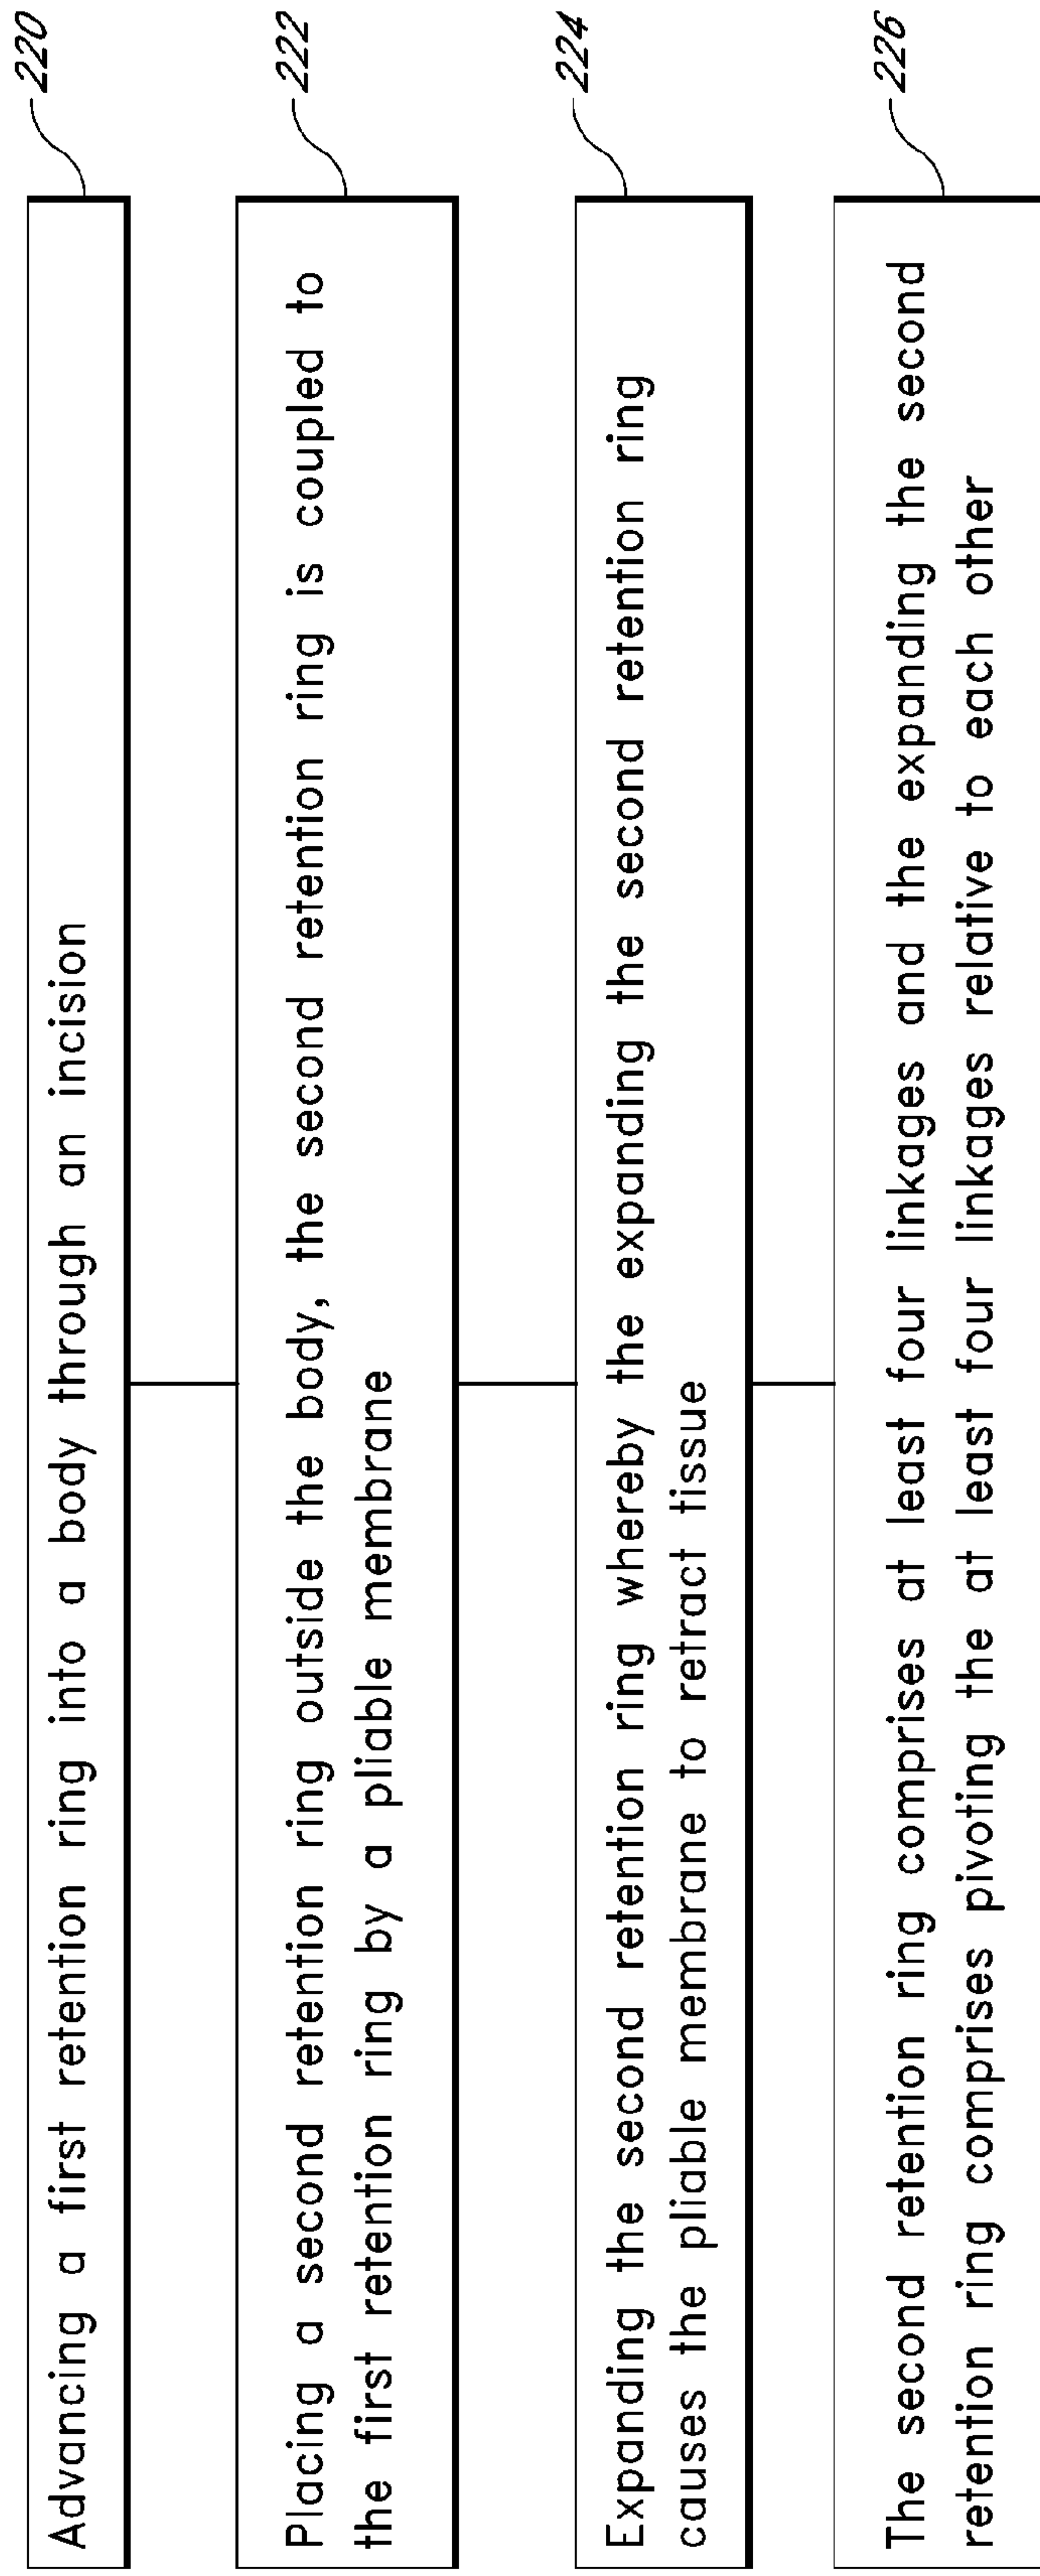 Advancing a first retention ring into a body through an incision
220
Placing a second retention ring outside the body, the second retention ring is coupled to
the first retention ring by a pliable membrane
222
Expanding the second retention ring whereby the expanding the second retention ring
causes the pliable membrane to retract tissue
224
The second retention ring comprises at least four linkages and the expanding the second
retention ring comprises pivoting the at least four linkages relative to each other
226